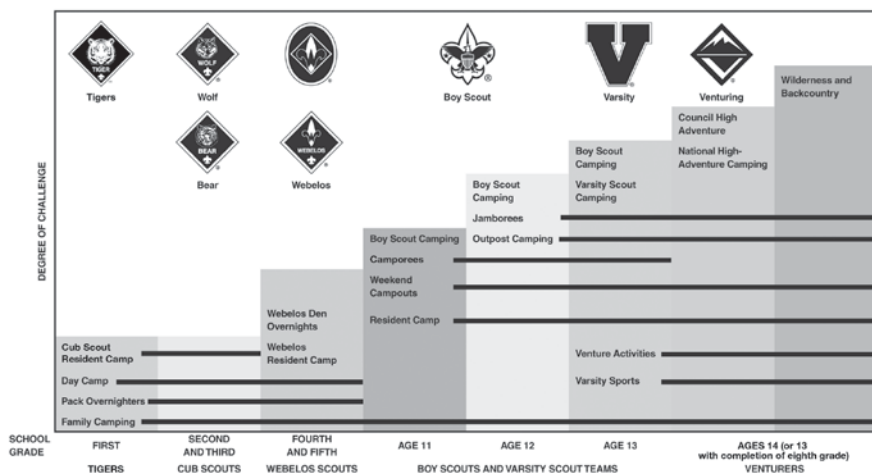 TIGER
WOLF
Tigers
Wolf
Boy Scout
Varsity
Venturing
Wilderness and
Backcountry
BEAR
WEBELOS
Bear
Webelos
Council High
Adventure
National High-
Adventure Camping
Boy Scout
Camping
Varsity Scout
Camping
Boy Scout
Camping
Jamborees
Outpost Camping
Boy Scout Camping
Camporees
Weekend
Campouts
Resident Camp
Webelos Den
Overnights
Webelos
Resident Camp
Cub Scout
Resident Camp
Day Camp
Pack Overnighters
Family Camping
Venture Activities
Varsity Sports
DEGREE OF CHALLENGE
SCHOOL
GRADE
FIRST
SECOND
AND THIRD
FOURTH
AND FIFTH
AGE 11
AGE 12
AGE 13
AGES 14 (or 13
with completion of eighth grade)
TIGERS
CUB SCOUTS
WEBELOS SCOUTS
BOY SCOUTS AND VARSITY SCOUT TEAMS
VENTURERS